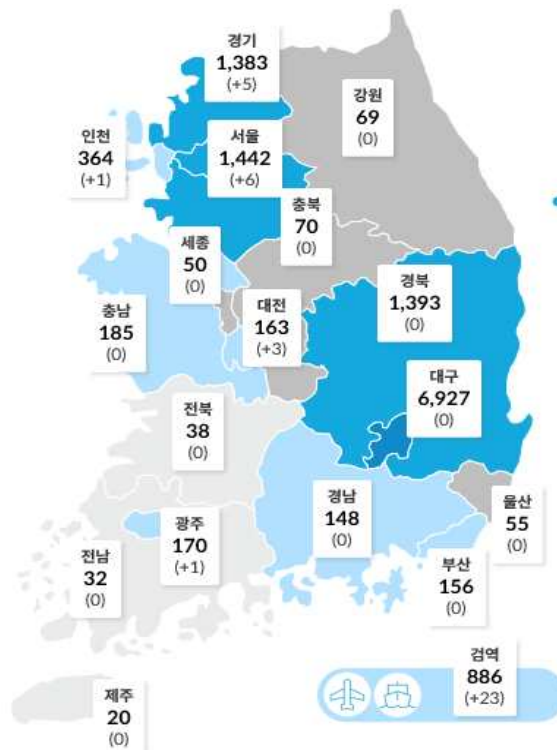 경기
1,383
(+5)
강원
69
(0)
인천
364
(+1)
서울
1,442
(+6)
충북
70
(0)
세종
50
(0)
경북
1,393
(0)
충남
185
(0)
대전
163
(+3)
대구
6,927
(0)
전북
38
(0)
경남
148
(0)
울산
55
(0)
광주
170
(+1)
전남
32
(0)
부산
156
(0)
검역
886
(+23)
제주
20
(0)